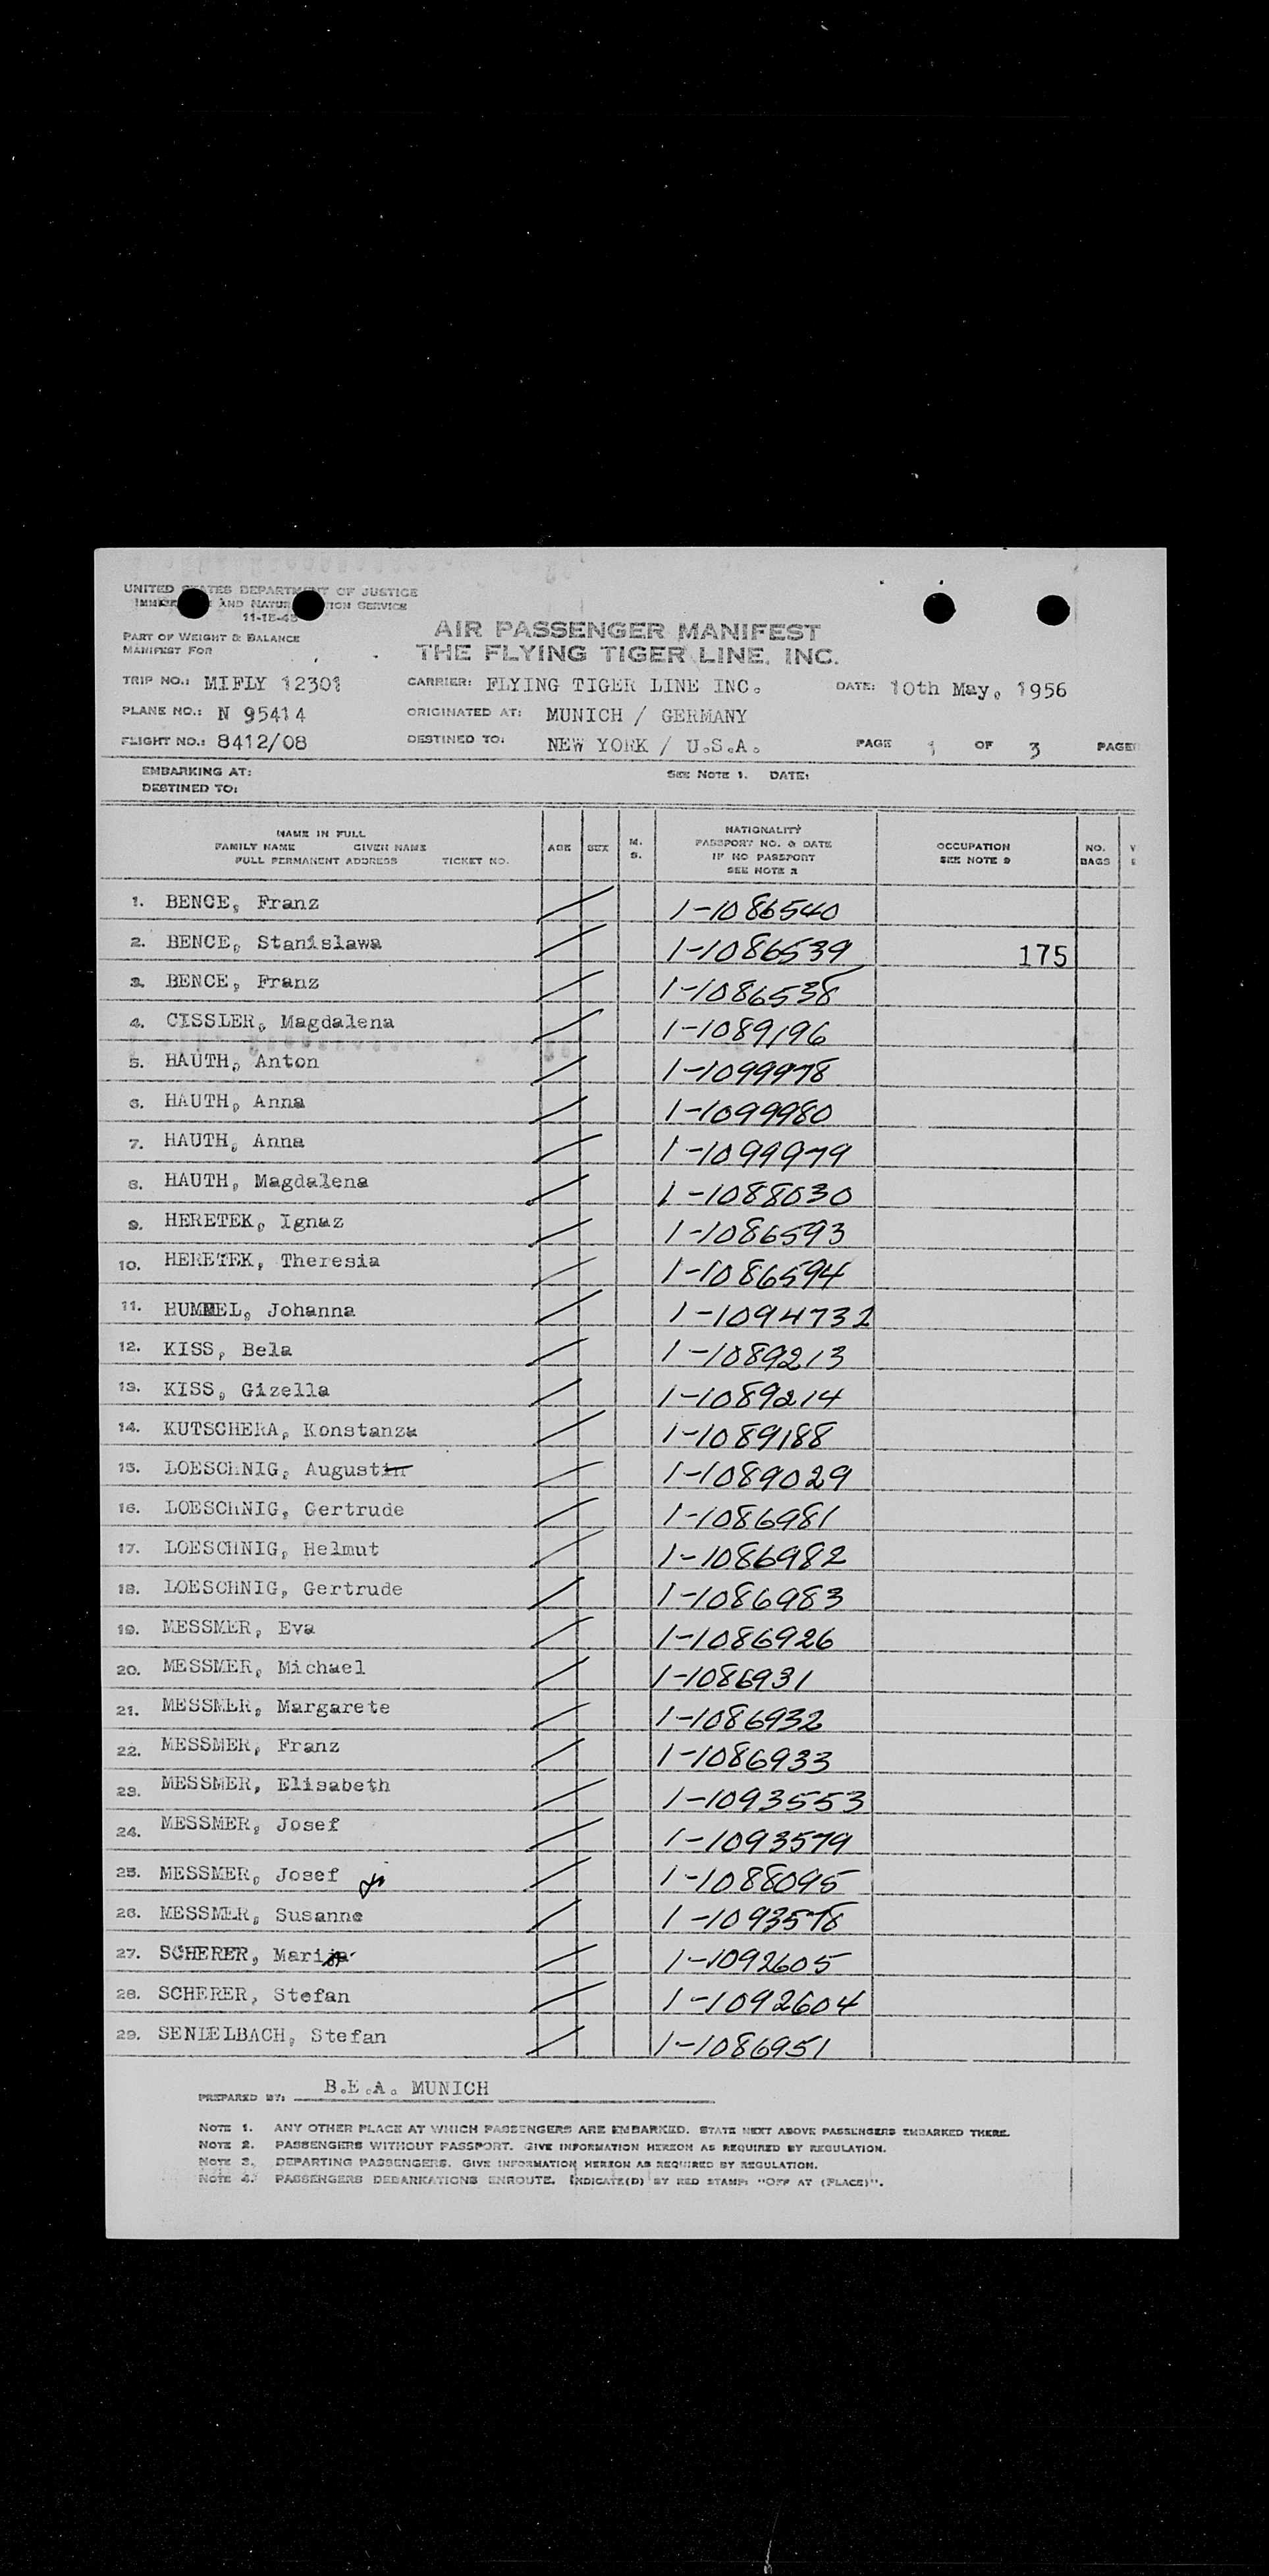 UNITED STATES DEPARTMENT OF JUSTICE
IMMIGRATION AND NATURALIZATION SERVICE
11-1E-45
PART OF WEIGHT & BALANCE
MANIFEST FOR
AIR PASSENGER MANIFEST
THE FLYING TIGER LINE, INC.
TRIP NO.: MIFLY 12301 CARRIER: FLYING TIGER LINE INC. DATE: 10th May, 1956
PLANE NO.: N 95414 ORIGINATED AT: MUNICH / GERMANY
FLIGHT NO.: 8412/08 DESTINED TO: NEW YORK / U.S.A. PAGE 1 OF 3 PAGE
EMBARKING AT: SEE NOTE 1. DATE:
DESTINED TO:
NAME IN FULL
FAMILY NAME GIVEN NAME
FULL PERMANENT ADDRESS TICKET NO.
AGE SEX M. S.
NATIONALITY
PASSPORT NO. & DATE
IF NO PASSPORT
SEE NOTE 2
OCCUPATION
SEE NOTE 3
NO.
BAGS
1. BENCE, Franz 1-1086540
2. BENCE, Stanislawa 1-1086539 175
3. BENCE, Franz 1-1086538
4. CISSLER, Magdalena 1-1089196
5. HAUTH, Anton 1-1099978
6. HAUTH, Anna 1-1099980
7. HAUTH, Anna 1-1099979
8. HAUTH, Magdalena 1-1088030
9. HERETEK, Ignaz 1-1086593
10. HERETEK, Theresia 1-1086594
11. HUMMEL, Johanna 1-1094732
12. KISS, Bela 1-1089213
13. KISS, Gizella 1-1089214
14. KUTSCHERA, Konstanza 1-1089188
15. LOESCHNIG, Augustin 1-1089029
16. LOESCHNIG, Gertrude 1-1086981
17. LOESCHNIG, Helmut 1-1086982
18. LOESCHNIG, Gertrude 1-1086983
19. MESSMER, Eva 1-1086926
20. MESSMER, Michael 1-1086931
21. MESSMER, Margarete 1-1086932
22. MESSMER, Franz 1-1086933
23. MESSMER, Elisabeth 1-1093553
24. MESSMER, Josef 1-1093579
25. MESSMER, Josef Jr 1-1088095
26. MESSMER, Susanne 1-1093578
27. SCHERER, Marija 1-1092605
28. SCHERER, Stefan 1-1092604
29. SENDELBACH, Stefan 1-1086951
PREPARED BY: B.E.A. MUNICH
NOTE 1. ANY OTHER PLACE AT WHICH PASSENGERS ARE EMBARKED. STATE NEXT ABOVE PASSENGERS EMBARKED THERE.
NOTE 2. PASSENGERS WITHOUT PASSPORT. GIVE INFORMATION HEREON AS REQUIRED BY REGULATION.
NOTE 3. DEPARTING PASSENGERS. GIVE INFORMATION HEREON AS REQUIRED BY REGULATION.
NOTE 4. PASSENGERS DEBARKATIONS ENROUTE. INDICATE(D) BY RED STAMP: "OFF AT (PLACE)".